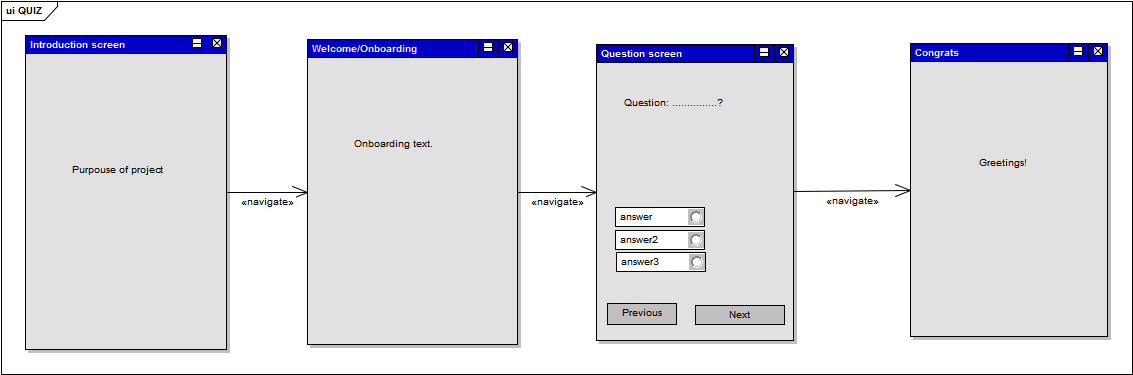 ui QUIZ
Introduction screen
Purpouse of project
«navigate»
Welcome/Onboarding
Onboarding text.
«navigate»
Question screen
Question: ...............?
answer
answer2
answer3
Previous
Next
«navigate»
Congrats
Greetings!